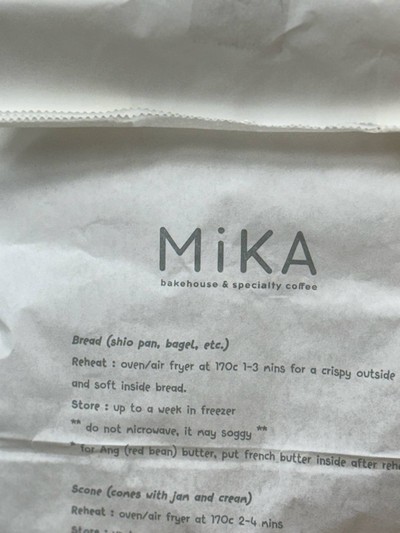 MiKA
bakehouse & specialty coffee
Bread (shio pan, bagel, etc.)
Reheat : oven/air fryer at 170c 1-3 mins for a crispy outside
and soft inside bread.
Store : up to a week in freezer
** do not microwave, it may soggy **
* for Ang (red bean) butter, put french butter inside after
Scone (comes with jam and cream)
Reheat : oven/air fryer at 170c 2-4 mins
Store :